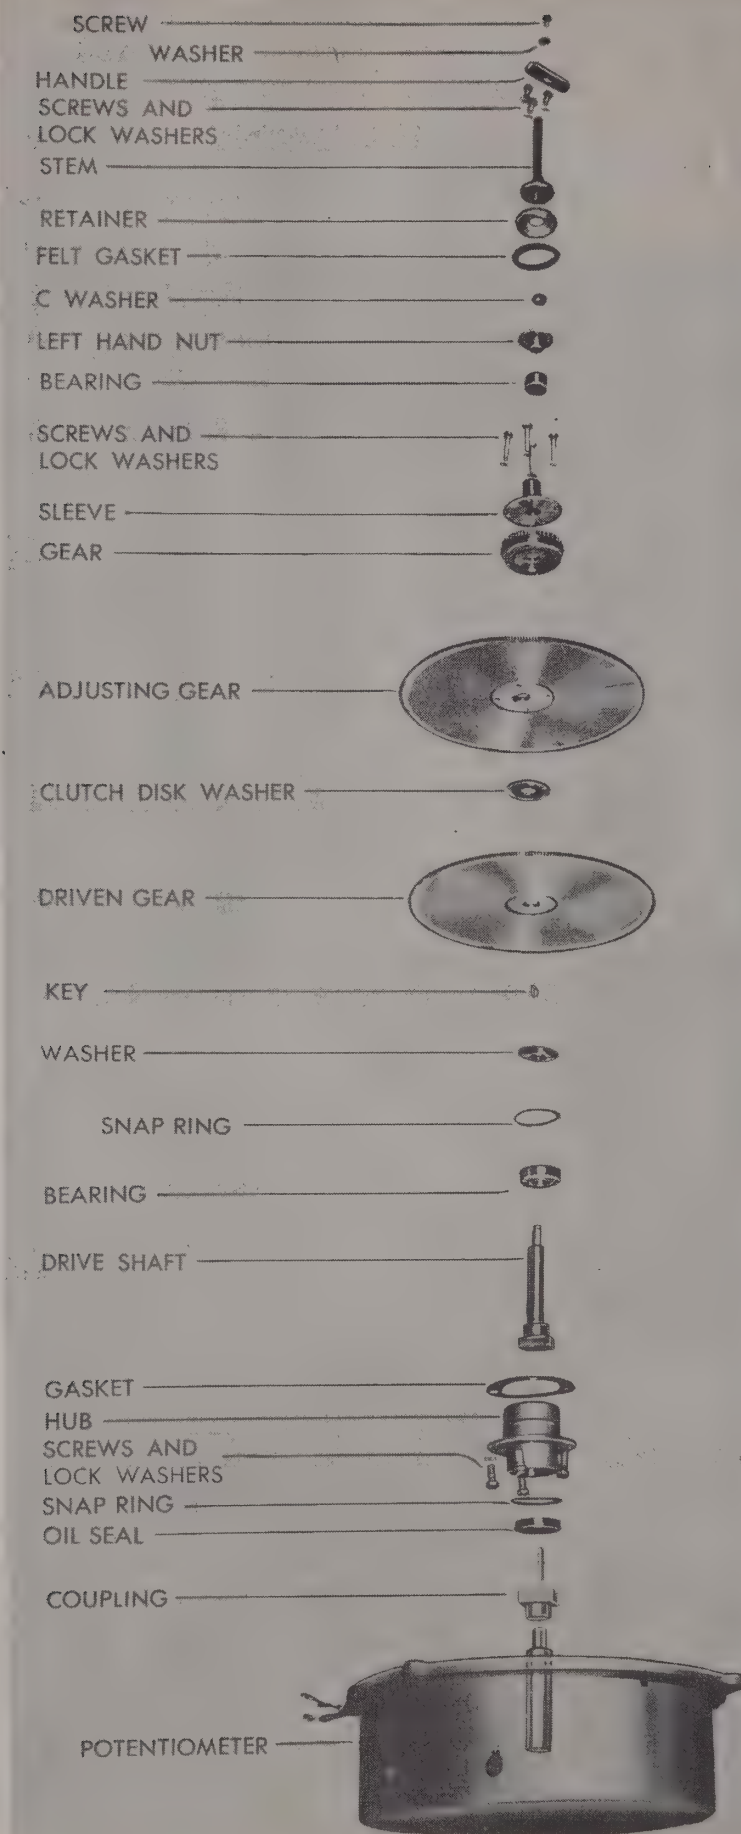 SCREW
WASHER
HANDLE
SCREWS AND
LOCK WASHERS
STEM
RETAINER
FELT GASKET
C WASHER
LEFT HAND NUT
BEARING
SCREWS AND
LOCK WASHERS
SLEEVE
GEAR
ADJUSTING GEAR
CLUTCH DISK WASHER
DRIVEN GEAR
KEY
WASHER
SNAP RING
BEARING
DRIVE SHAFT
GASKET
HUB
SCREWS AND
LOCK WASHERS
SNAP RING
OIL SEAL
COUPLING
POTENTIOMETER